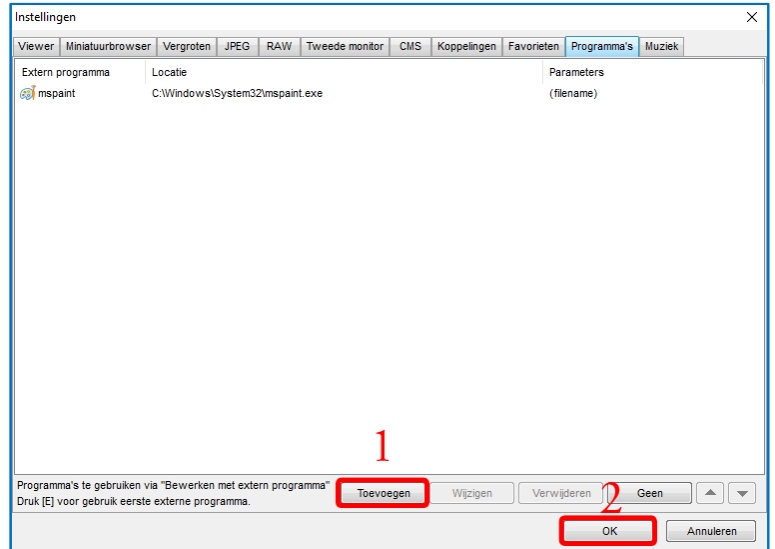 Instellingen
Viewer Miniatuurbrowser Vergroten JPEG RAW Tweede monitor CMS Koppelingen Favorieten Programma's Muziek
Extern programma Locatie Parameters
mspaint C:\Windows\System32\mspaint.exe (filename)
1
Programma's te gebruiken via "Bewerken met extern programma"
Druk [E] voor gebruik eerste externe programma.
Toevoegen Wijzigen Verwijderen Geen
2
OK Annuleren